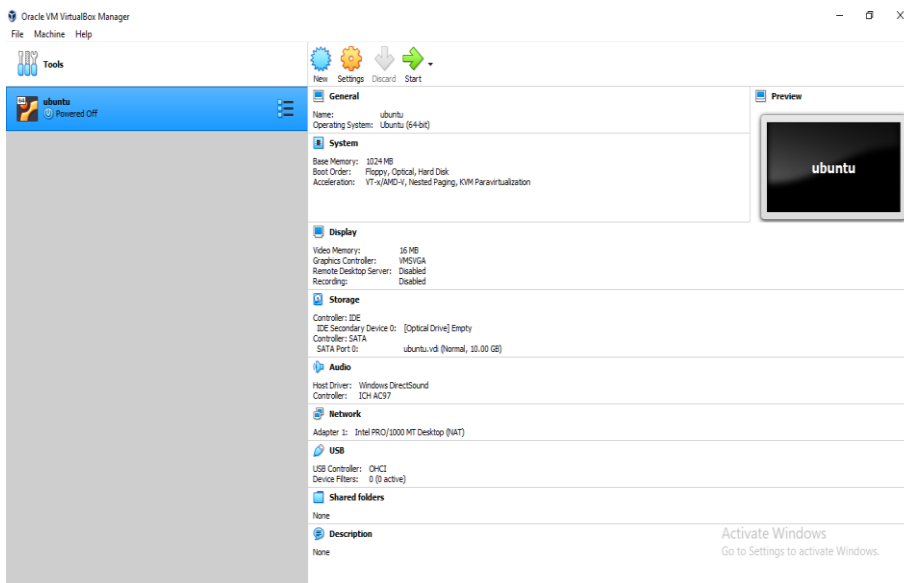 Oracle VM VirtualBox Manager
File Machine Help
Tools
New Settings Discard Start
64
ubuntu
Powered Off
General
Name: ubuntu
Operating System: Ubuntu (64-bit)
Preview
ubuntu
System
Base Memory: 1024 MB
Boot Order: Floppy, Optical, Hard Disk
Acceleration: VT-x/AMD-V, Nested Paging, KVM Paravirtualization
Display
Video Memory: 16 MB
Graphics Controller: VMSVGA
Remote Desktop Server: Disabled
Recording: Disabled
Storage
Controller: IDE
IDE Secondary Device 0: [Optical Drive] Empty
Controller: SATA
SATA Port 0: ubuntu.vdi (Normal, 10.00 GB)
Audio
Host Driver: Windows DirectSound
Controller: ICH AC97
Network
Adapter 1: Intel PRO/1000 MT Desktop (NAT)
USB
USB Controller: OHCI
Device Filters: 0 (0 active)
Shared folders
None
Description
None
Activate Windows
Go to Settings to activate Windows.